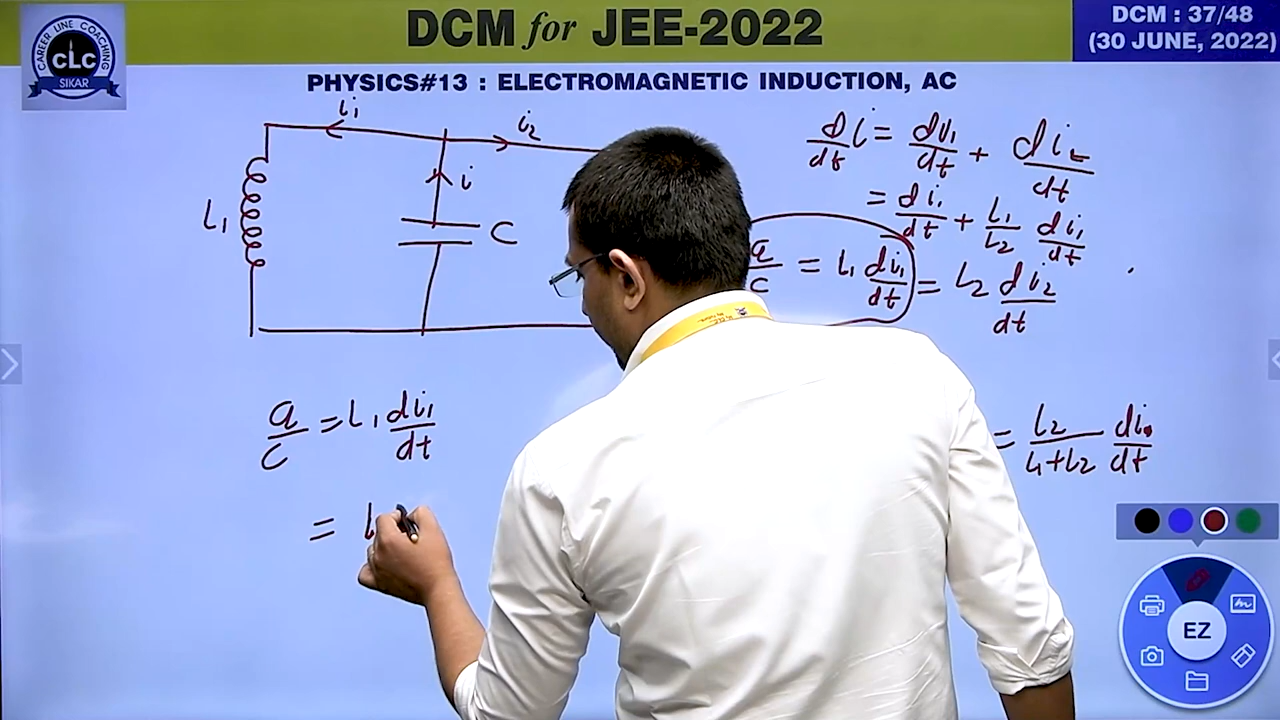 DCM for JEE-2022
DCM : 37/48
(30 JUNE, 2022)
CAREER LINE COACHING
CLC
SIKAR
PHYSICS#13 : ELECTROMAGNETIC INDUCTION, AC
i₁
i₂
i
L₁
C
d/dt i = di₁/dt + di₂/dt
= di₁/dt + L₁/L₂ di₁/dt
q/C = L₁ di₁/dt = L₂ di₂/dt
q/C = L₁ di₁/dt
= L₂/L₁+L₂ di/dt
= L
EZ